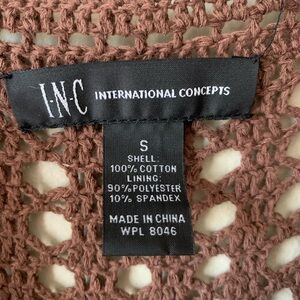 I·N·C INTERNATIONAL CONCEPTS
S
SHELL:
100% COTTON
LINING:
90% POLYESTER
10% SPANDEX
MADE IN CHINA
WPL 8046